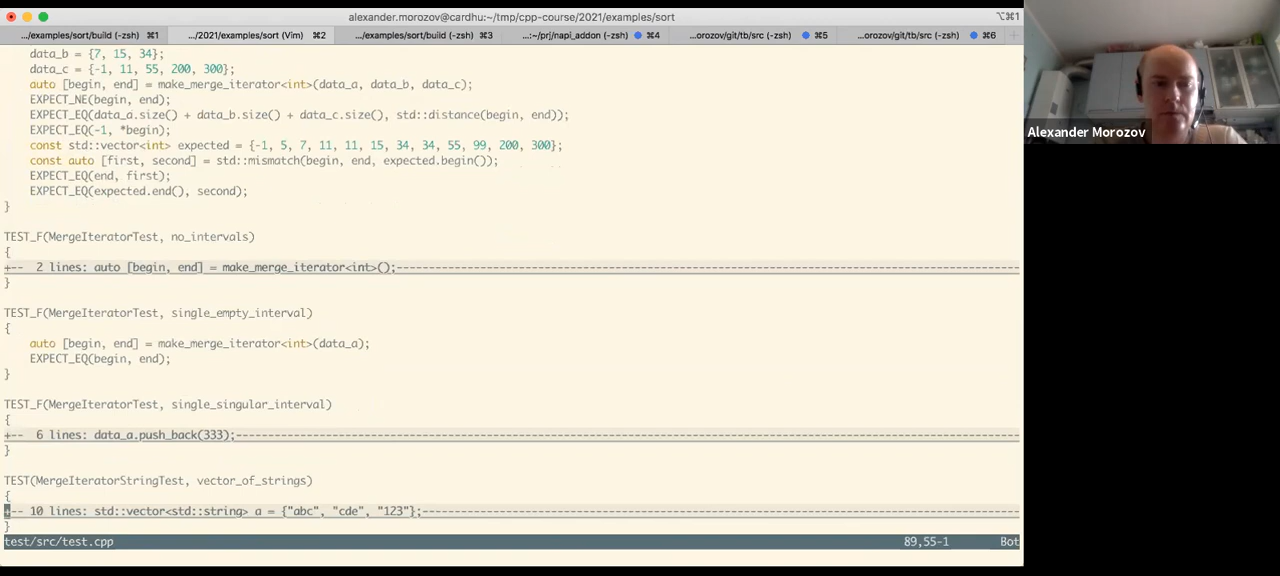 alexander.morozov@cardhu:~/tmp/cpp-course/2021/examples/sort
⌥⌘1
.../examples/sort/build (-zsh) ⌘1
.../2021/examples/sort (Vim) ⌘2
.../examples/sort/build (-zsh) ⌘3
...:~/prj/napi_addon (-zsh) ⌘4
...orozov/git/tb/src (-zsh) ⌘5
...orozov/git/tb/src (-zsh) ⌘6
data_b = {7, 15, 34};
data_c = {-1, 11, 55, 200, 300};
auto [begin, end] = make_merge_iterator<int>(data_a, data_b, data_c);
EXPECT_NE(begin, end);
EXPECT_EQ(data_a.size() + data_b.size() + data_c.size(), std::distance(begin, end));
EXPECT_EQ(-1, *begin);
const std::vector<int> expected = {-1, 5, 7, 11, 11, 15, 34, 34, 55, 99, 200, 300};
const auto [first, second] = std::mismatch(begin, end, expected.begin());
EXPECT_EQ(end, first);
EXPECT_EQ(expected.end(), second);
}
TEST_F(MergeIteratorTest, no_intervals)
{
+-- 2 lines: auto [begin, end] = make_merge_iterator<int>();
}
TEST_F(MergeIteratorTest, single_empty_interval)
{
auto [begin, end] = make_merge_iterator<int>(data_a);
EXPECT_EQ(begin, end);
}
TEST_F(MergeIteratorTest, single_singular_interval)
{
+-- 6 lines: data_a.push_back(333);
}
TEST(MergeIteratorStringTest, vector_of_strings)
{
+-- 10 lines: std::vector<std::string> a = {"abc", "cde", "123"};
}
test/src/test.cpp 89,55-1 Bot
Alexander Morozov